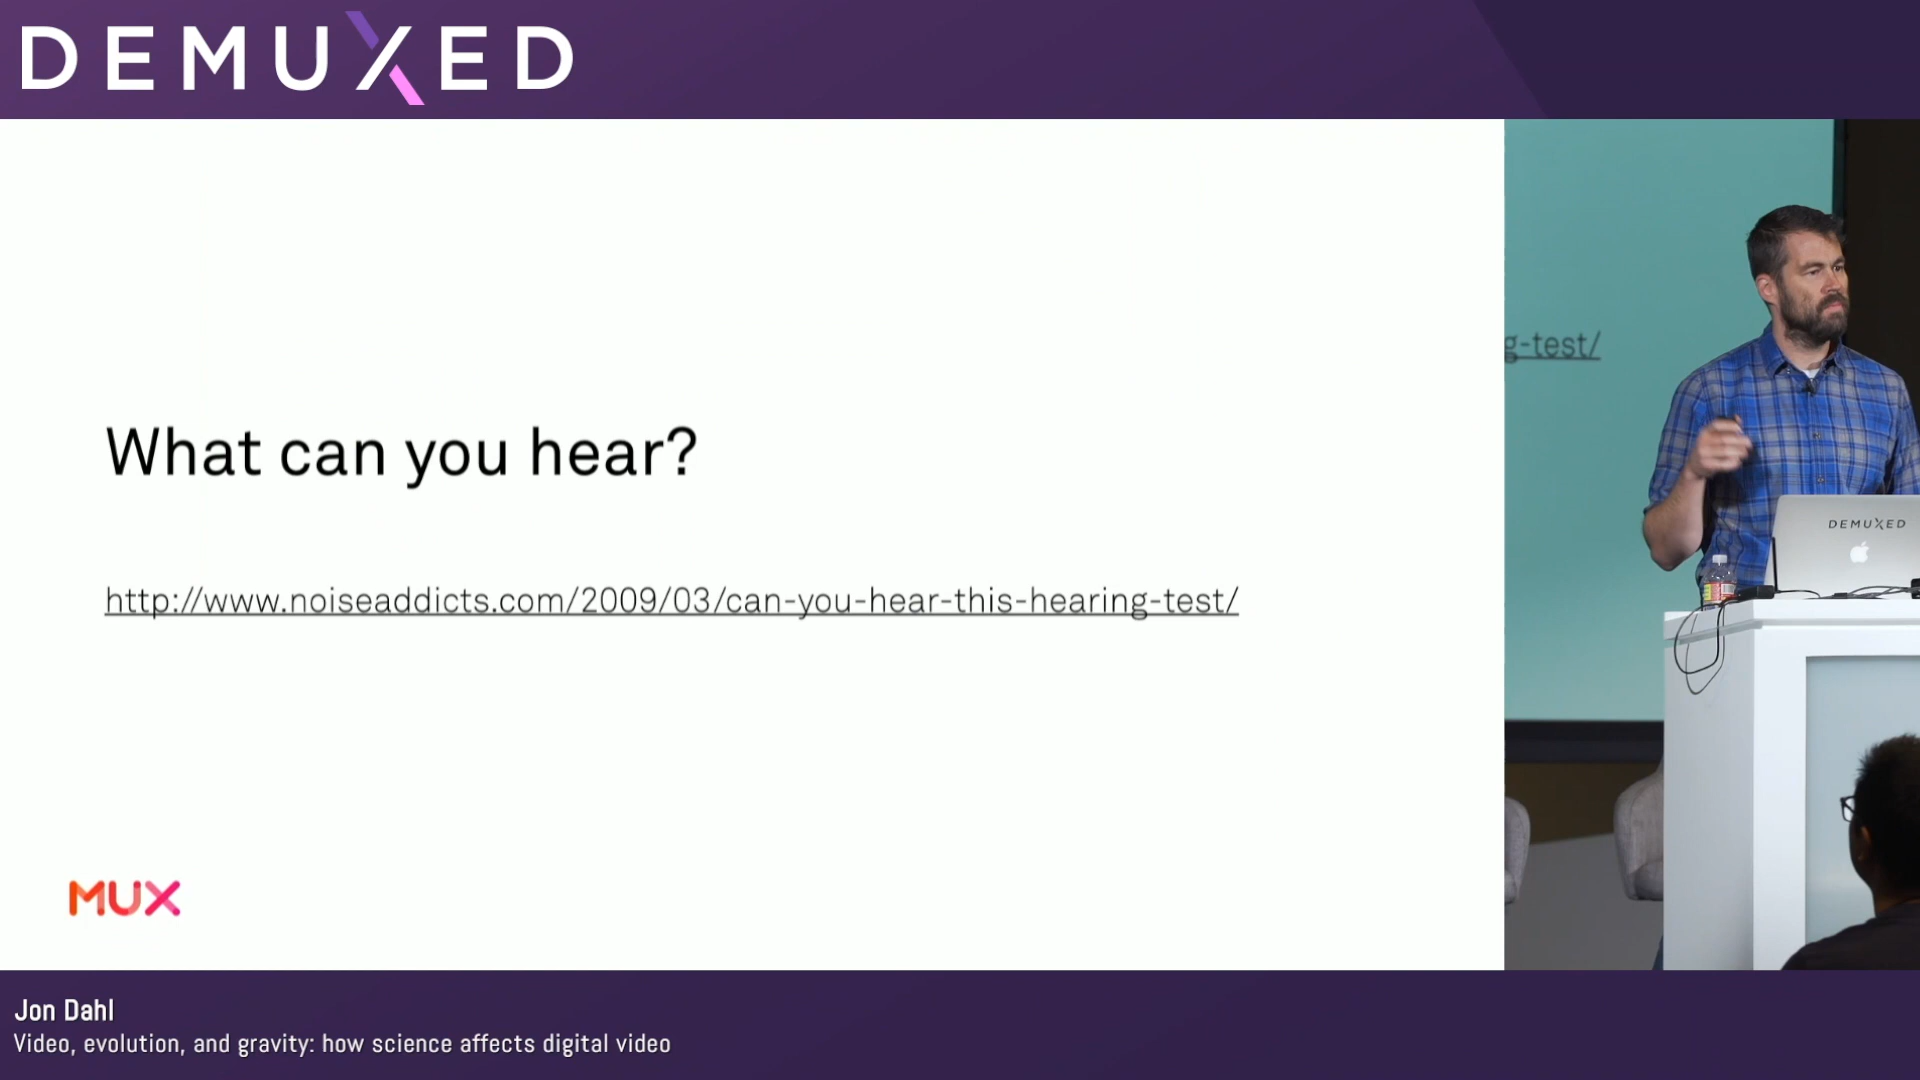 DEMUXED
What can you hear?
http://www.noiseaddicts.com/2009/03/can-you-hear-this-hearing-test/
g-test/
DEMUXED
MUX
Jon Dahl
Video, evolution, and gravity: how science affects digital video